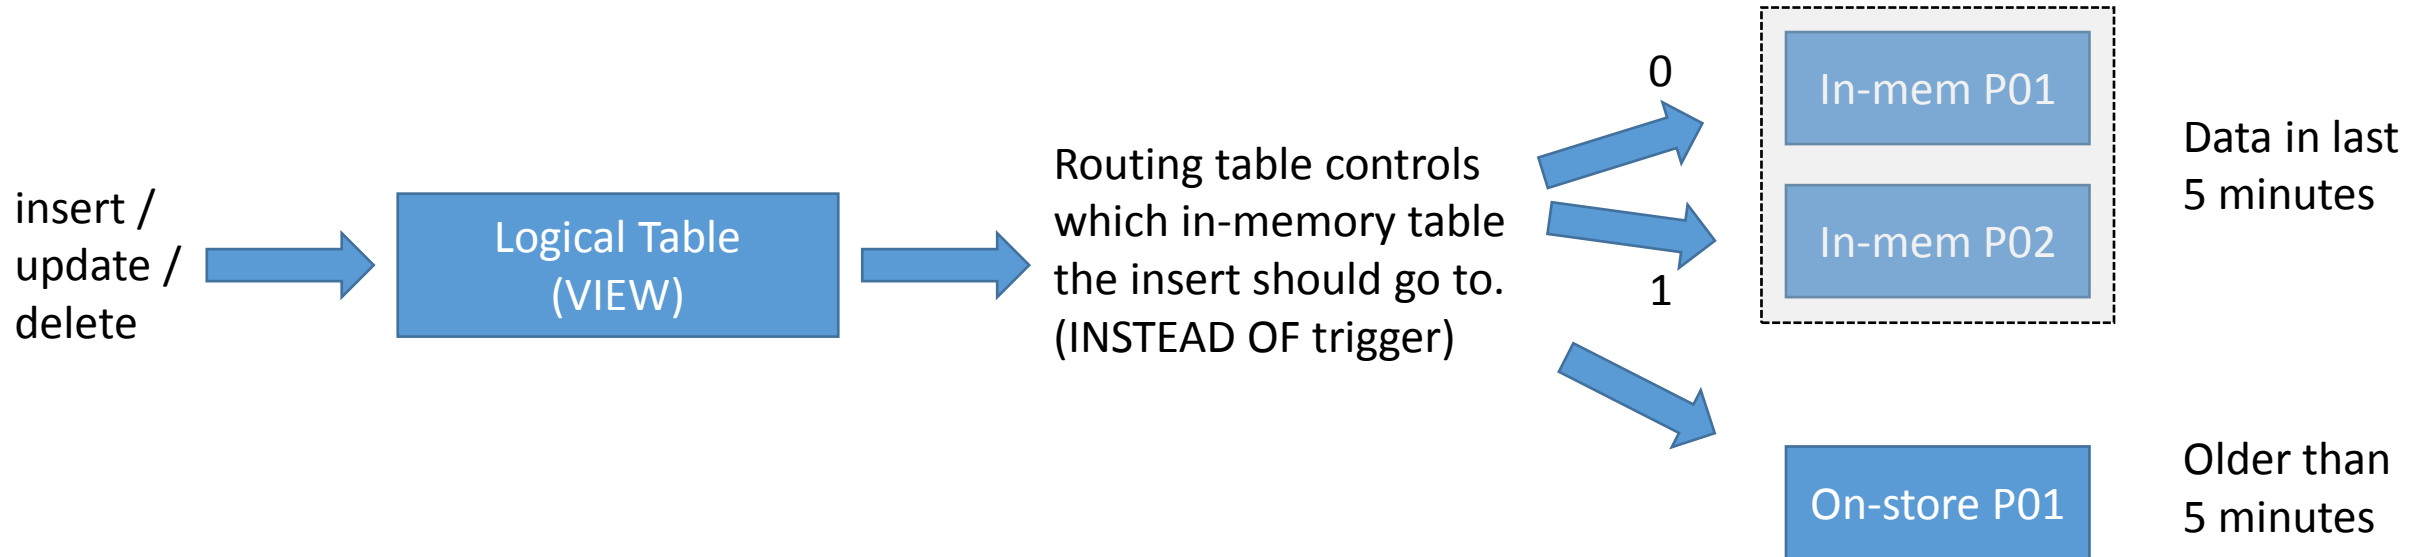 insert /
update /
delete
Logical Table
(VIEW)
Routing table controls
which in-memory table
the insert should go to.
(INSTEAD OF trigger)
0
1
In-mem P01
In-mem P02
Data in last
5 minutes
On-store P01
Older than
5 minutes